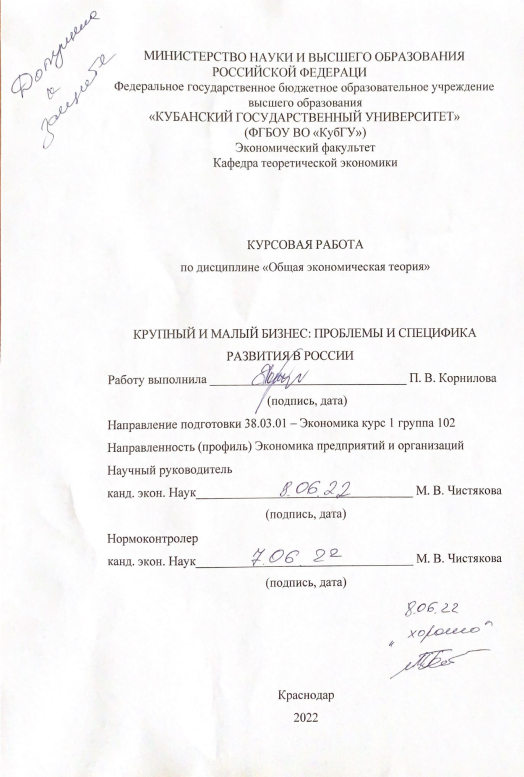 Допущена
к
защите
МИНИСТЕРСТВО НАУКИ И ВЫСШЕГО ОБРАЗОВАНИЯ
РОССИЙСКОЙ ФЕДЕРАЦИ
Федеральное государственное бюджетное образовательное учреждение
высшего образования
«КУБАНСКИЙ ГОСУДАРСТВЕННЫЙ УНИВЕРСИТЕТ»
(ФГБОУ ВО «КубГУ»)
Экономический факультет
Кафедра теоретической экономики
КУРСОВАЯ РАБОТА
по дисциплине «Общая экономическая теория»
КРУПНЫЙ И МАЛЫЙ БИЗНЕС: ПРОБЛЕМЫ И СПЕЦИФИКА
РАЗВИТИЯ В РОССИИ
Работу выполнила П. В. Корнилова
(подпись, дата)
Направление подготовки 38.03.01 – Экономика курс 1 группа 102
Направленность (профиль) Экономика предприятий и организаций
Научный руководитель
канд. экон. Наук 8.06.22 М. В. Чистякова
(подпись, дата)
Нормоконтролер
канд. экон. Наук 7.06.22 М. В. Чистякова
(подпись, дата)
8.06.22
„хорошо"
Краснодар
2022